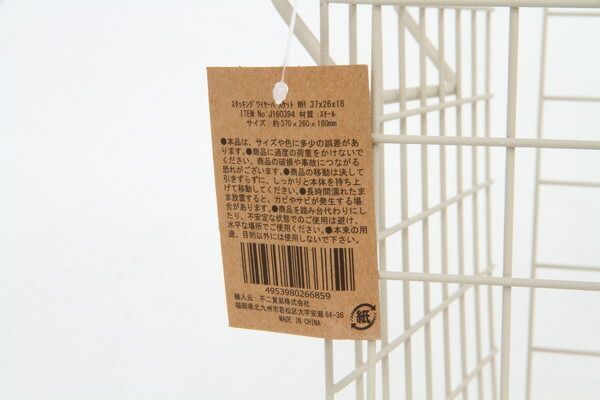 スタッキングワイヤーバスケット WH 37x26x18
ITEM No:J160394 材質:スチール
サイズ:約370x260x180mm
●本品は、サイズや色に多少の誤差があ
ります。●商品に過度の荷重をかけないで
ください。商品の破損や事故につながる
恐れがございます。●商品の移動は決して
引きずらずに、しっかりと本体を持ち上
げて移動してください。●長時間濡れたま
ま放置すると、カビやサビが発生する場
合があります。●商品を踏み台代わりにし
たり、不安定な状態でのご使用は避け、
水平な場所でご使用ください。●本来の用
途、目的以外には使用しないで下さい。
4953980266859
輸入元: 不二貿易株式会社
福岡県北九州市若松区大字安瀬 64-36
MADE IN CHINA
紙